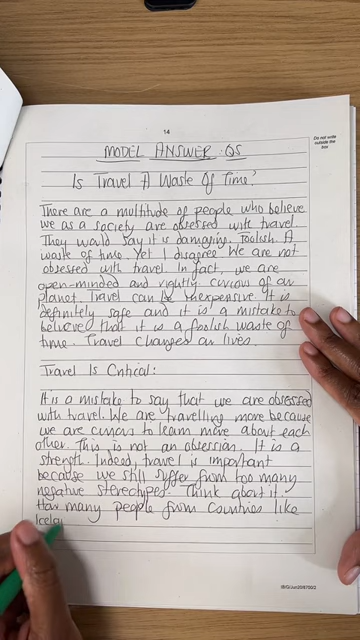 14
Do not write
outside the
box
MODEL ANSWER : Q5
Is Travel A Waste Of Time?
There are a multitude of people who believe
we as a society are obsessed with travel.
They would say it is damaging. Foolish. A
waste of time. Yet I disagree. We are not
obsessed with travel. In fact, we are
open-minded and rightly curious of our
planet. Travel can be inexpensive. It is
definitely safe and it is a mistake to
believe that it is a foolish waste of
time. Travel changes our lives.
Travel Is Critical:
It is a mistake to say that we are obsessed
with travel. We are travelling more because
we are curious to learn more about each
other. This is not an obsession. It is a
strength. Indeed, travel is important
because we still suffer from too many
negative stereotypes. Think about it.
How many people from countries like